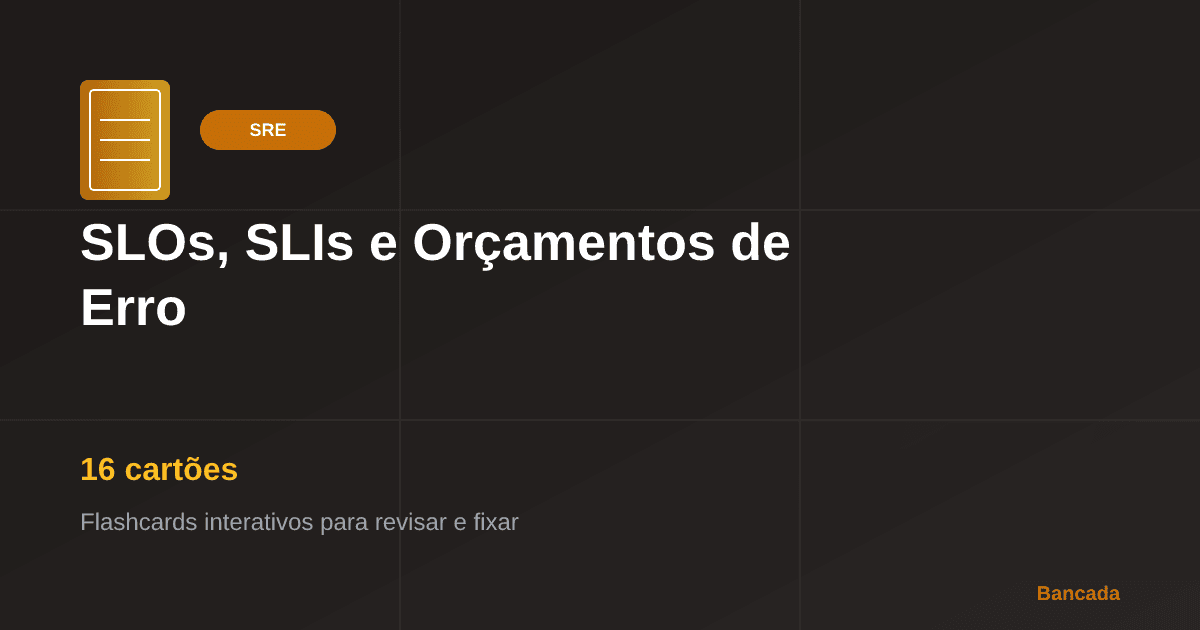 SRE
SLOs, SLIs e Orçamentos de
Erro
16 cartões
Flashcards interativos para revisar e fixar
Bancada